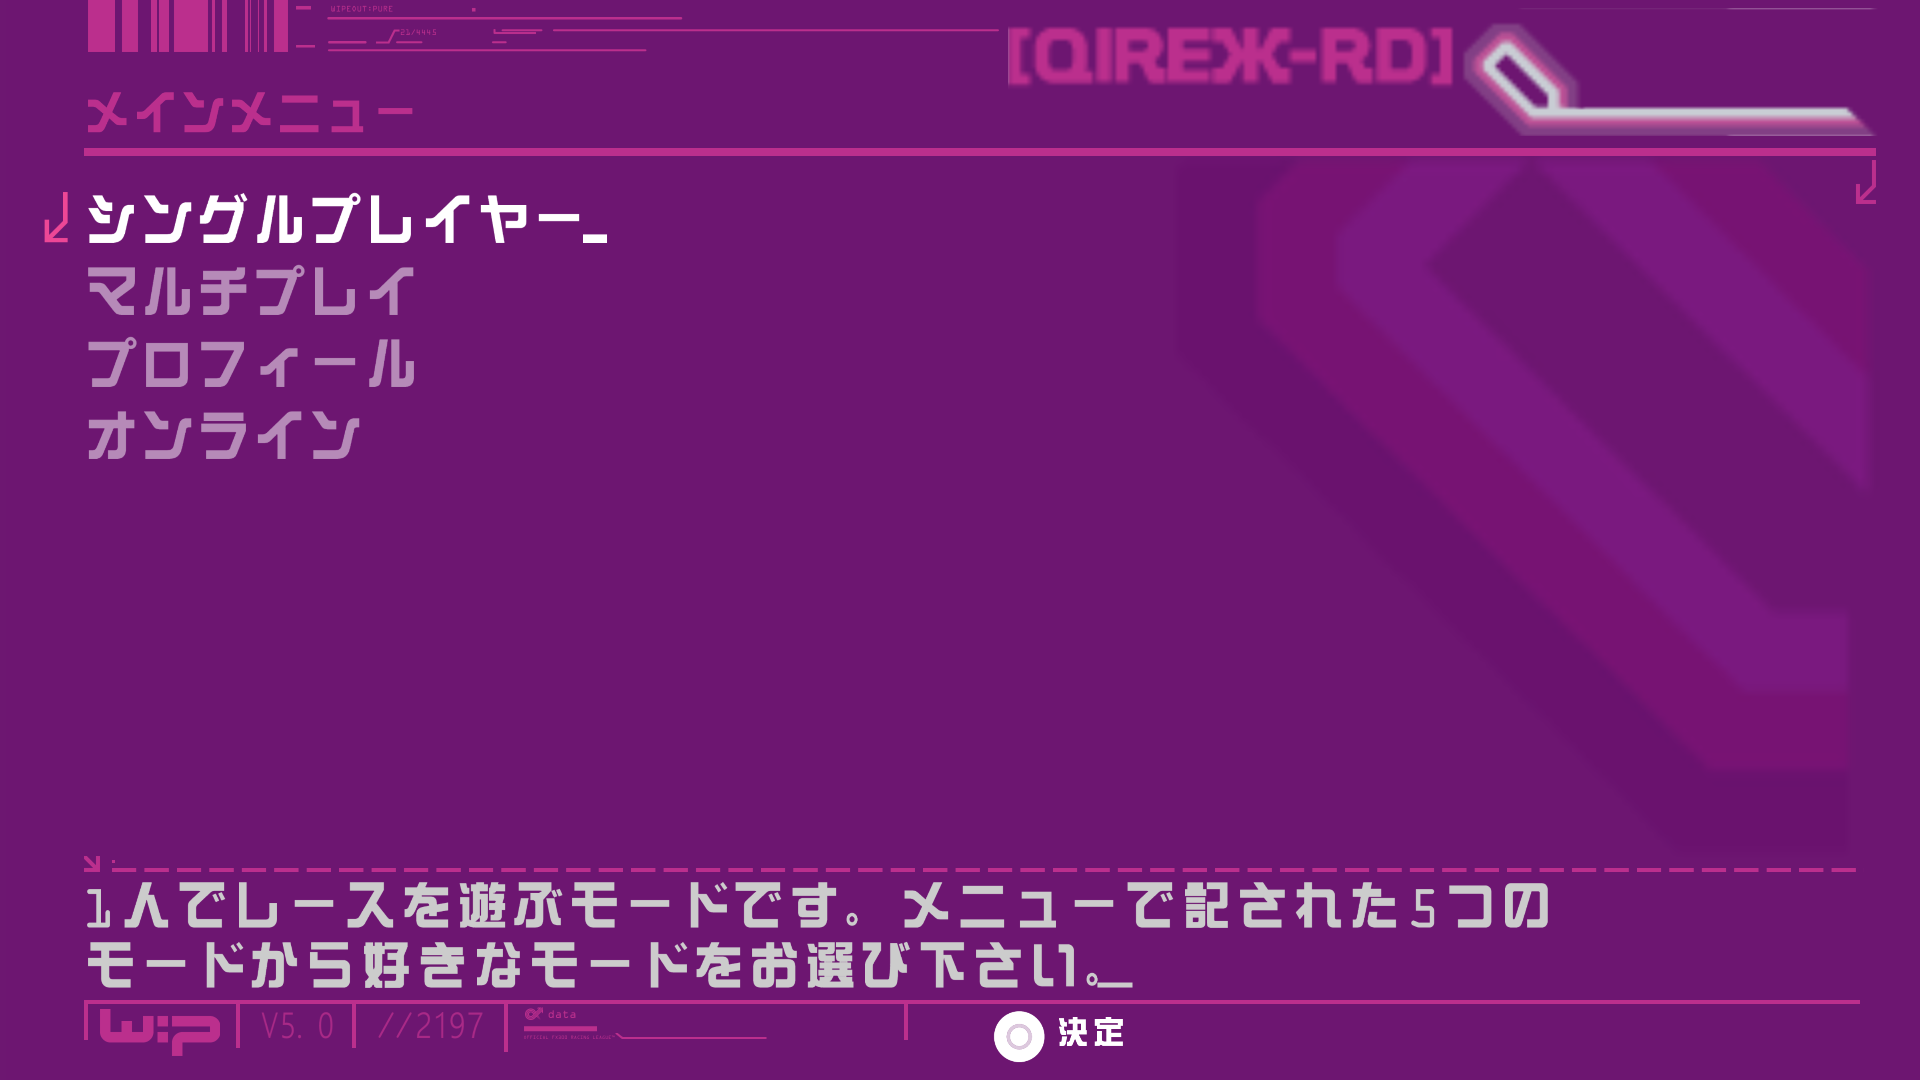 WIPEOUT:PURE
21/4445
[QIREX-RD]
メインメニュー
シングルプレイヤー_
マルチプレイ
プロフィール
オンライン
1人でレースを遊ぶモードです。メニューで記された5つの
モードから好きなモードをお選び下さい。_
wip V5.0 //2197 data
決定